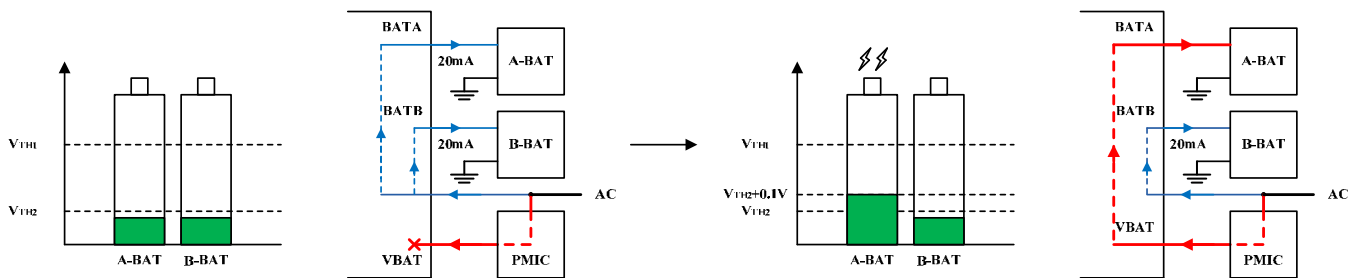 VTH1
VTH2
A-BAT B-BAT
BATA
20mA
A-BAT
BATB
20mA
B-BAT
AC
VBAT
PMIC
VTH1
VTH2+0.1V
VTH2
A-BAT B-BAT
BATA
A-BAT
BATB
20mA
B-BAT
AC
VBAT
PMIC